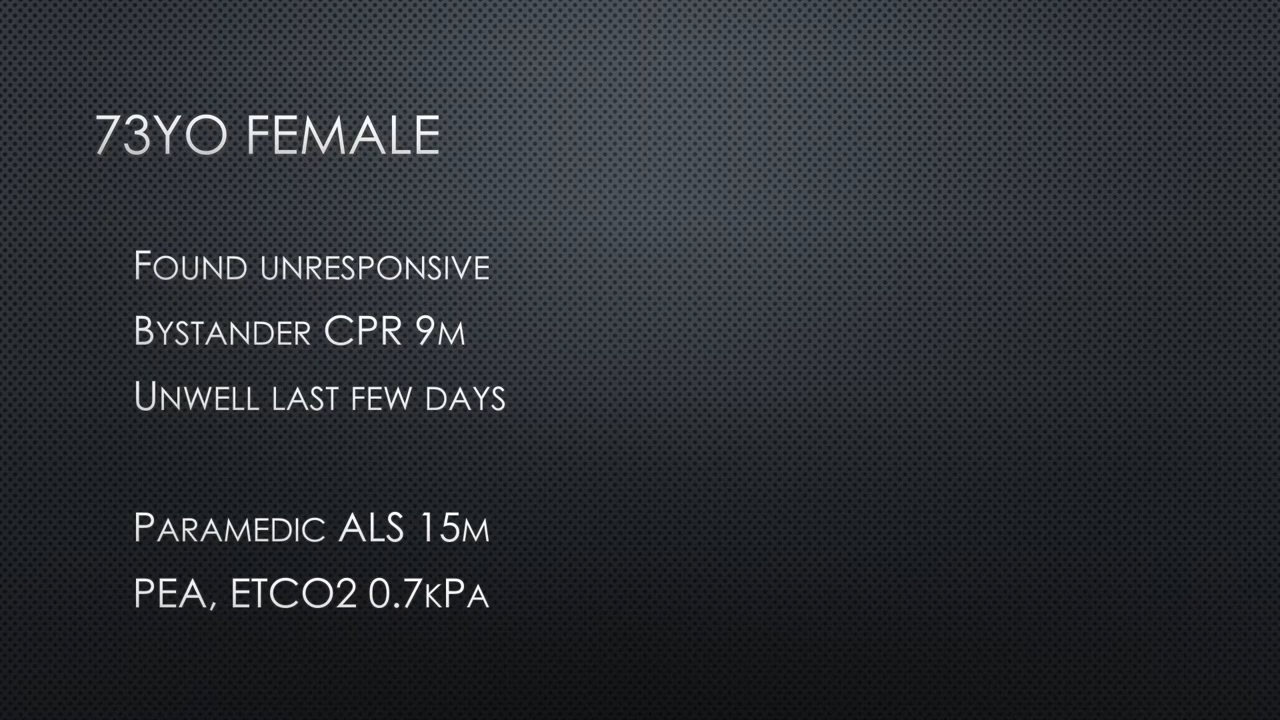 73YO FEMALE
FOUND UNRESPONSIVE
BYSTANDER CPR 9M
UNWELL LAST FEW DAYS
PARAMEDIC ALS 15M
PEA, ETCO2 0.7KPA